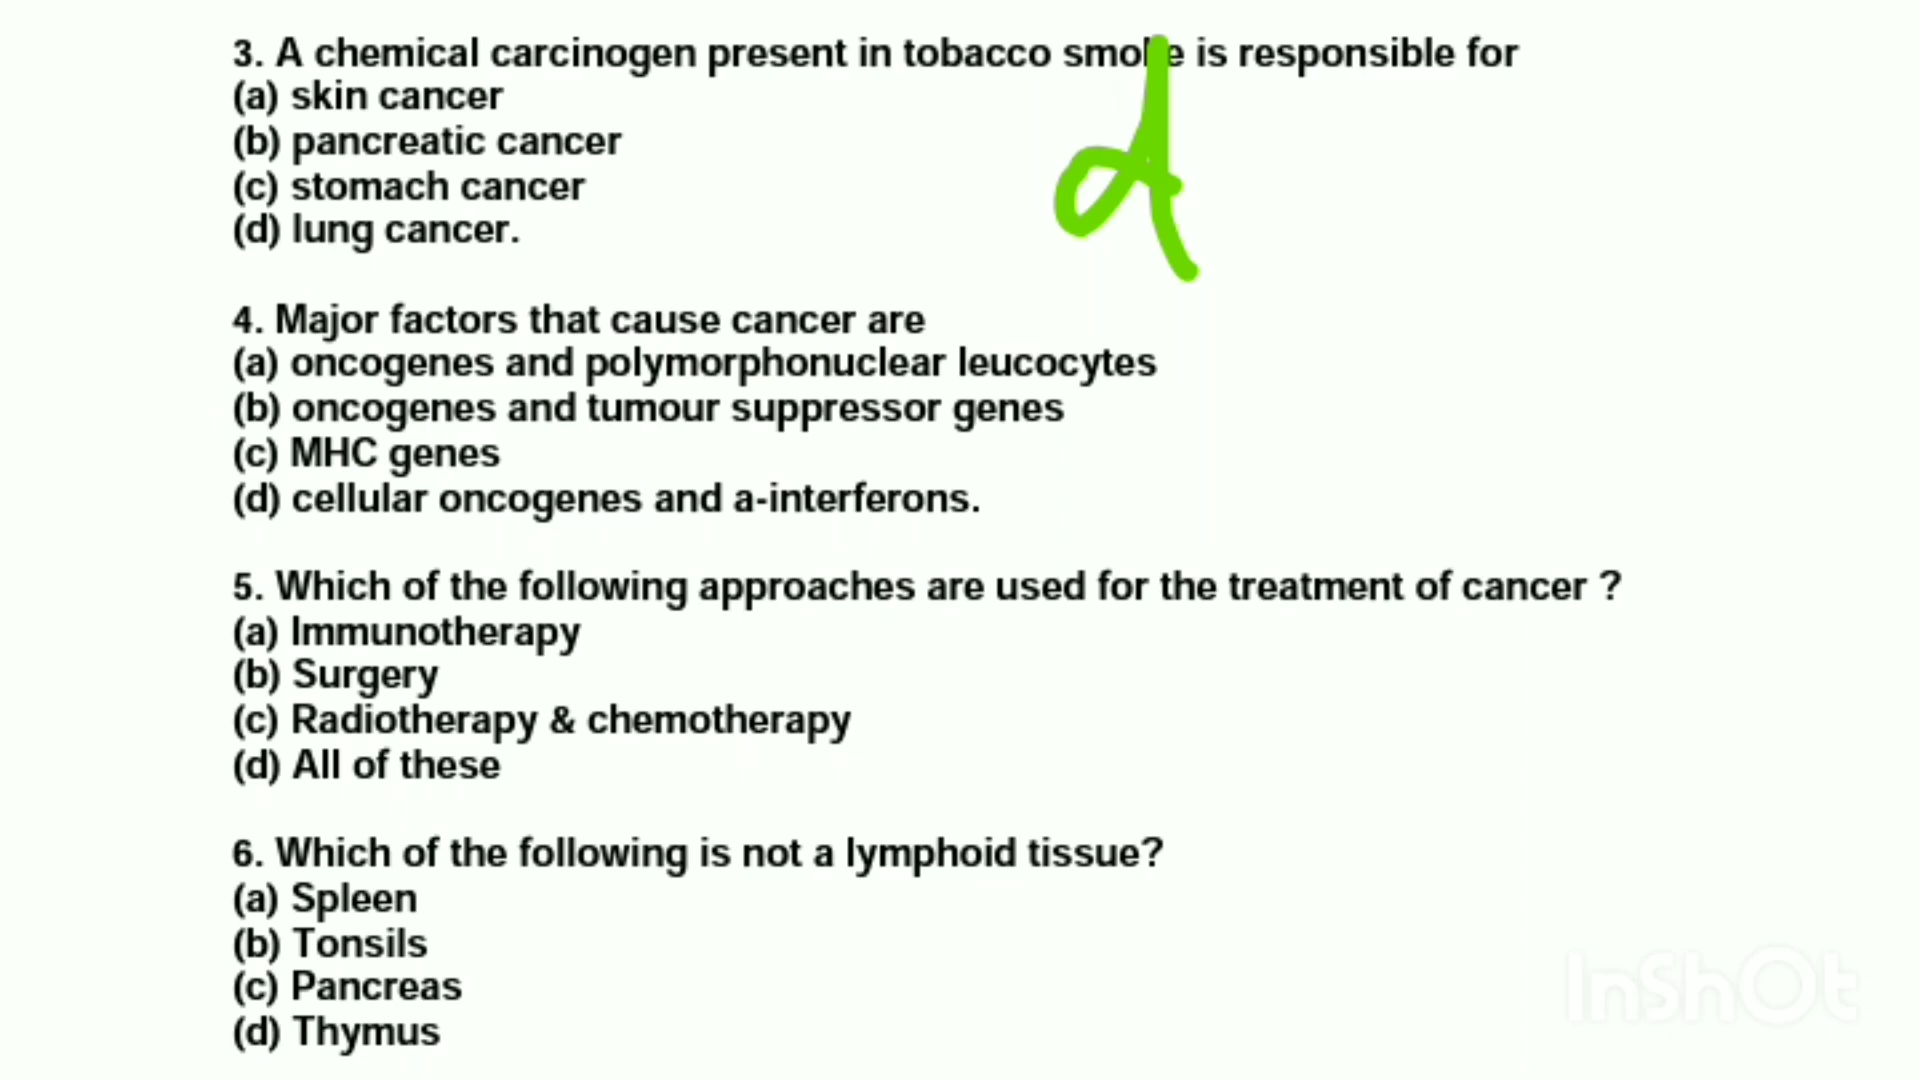 3. A chemical carcinogen present in tobacco smoke is responsible for
(a) skin cancer
(b) pancreatic cancer
(c) stomach cancer
(d) lung cancer.
d
4. Major factors that cause cancer are
(a) oncogenes and polymorphonuclear leucocytes
(b) oncogenes and tumour suppressor genes
(c) MHC genes
(d) cellular oncogenes and a-interferons.
5. Which of the following approaches are used for the treatment of cancer ?
(a) Immunotherapy
(b) Surgery
(c) Radiotherapy & chemotherapy
(d) All of these
6. Which of the following is not a lymphoid tissue?
(a) Spleen
(b) Tonsils
(c) Pancreas
(d) Thymus
InShOt